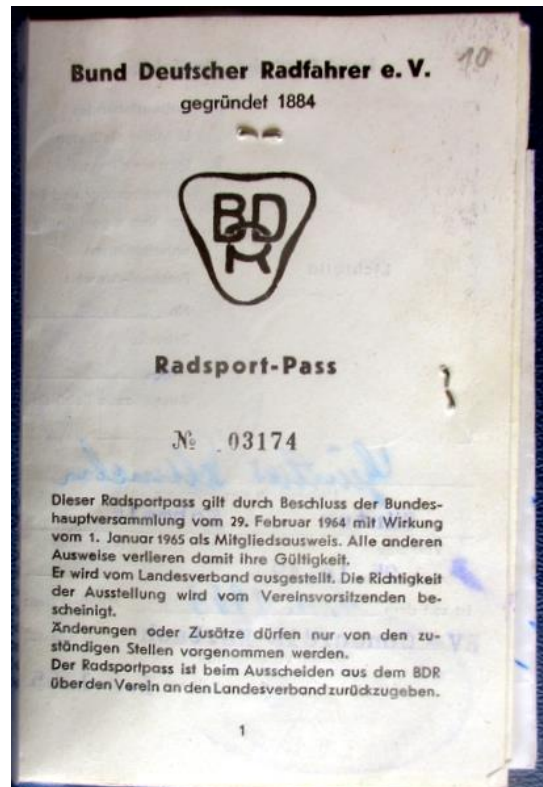 10
Bund Deutscher Radfahrer e. V.
gegründet 1884
BDR
Radsport-Pass
№ 03174
Dieser Radsportpass gilt durch Beschluss der Bundes-
hauptversammlung vom 29. Februar 1964 mit Wirkung
vom 1. Januar 1965 als Mitgliedsausweis. Alle anderen
Ausweise verlieren damit ihre Gültigkeit.
Er wird vom Landesverband ausgestellt. Die Richtigkeit
der Ausstellung wird vom Vereinsvorsitzenden be-
scheinigt.
Änderungen oder Zusätze dürfen nur von den zu-
ständigen Stellen vorgenommen werden.
Der Radsportpass ist beim Ausscheiden aus dem BDR
über den Verein an den Landesverband zurückzugeben.
1